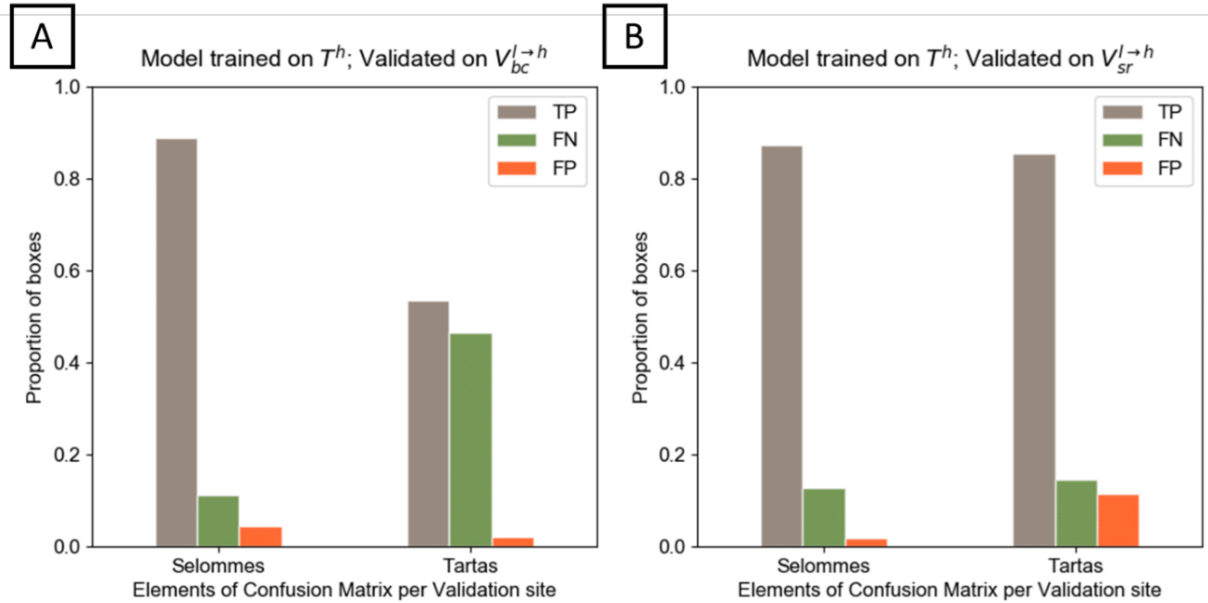 A
Model trained on T^h; Validated on V_bc^{l→h}
1.0
0.8
0.6
0.4
0.2
0.0
Proportion of boxes
TP
FN
FP
Selommes Tartas
Elements of Confusion Matrix per Validation site
B
Model trained on T^h; Validated on V_sr^{l→h}
1.0
0.8
0.6
0.4
0.2
0.0
Proportion of boxes
TP
FN
FP
Selommes Tartas
Elements of Confusion Matrix per Validation site